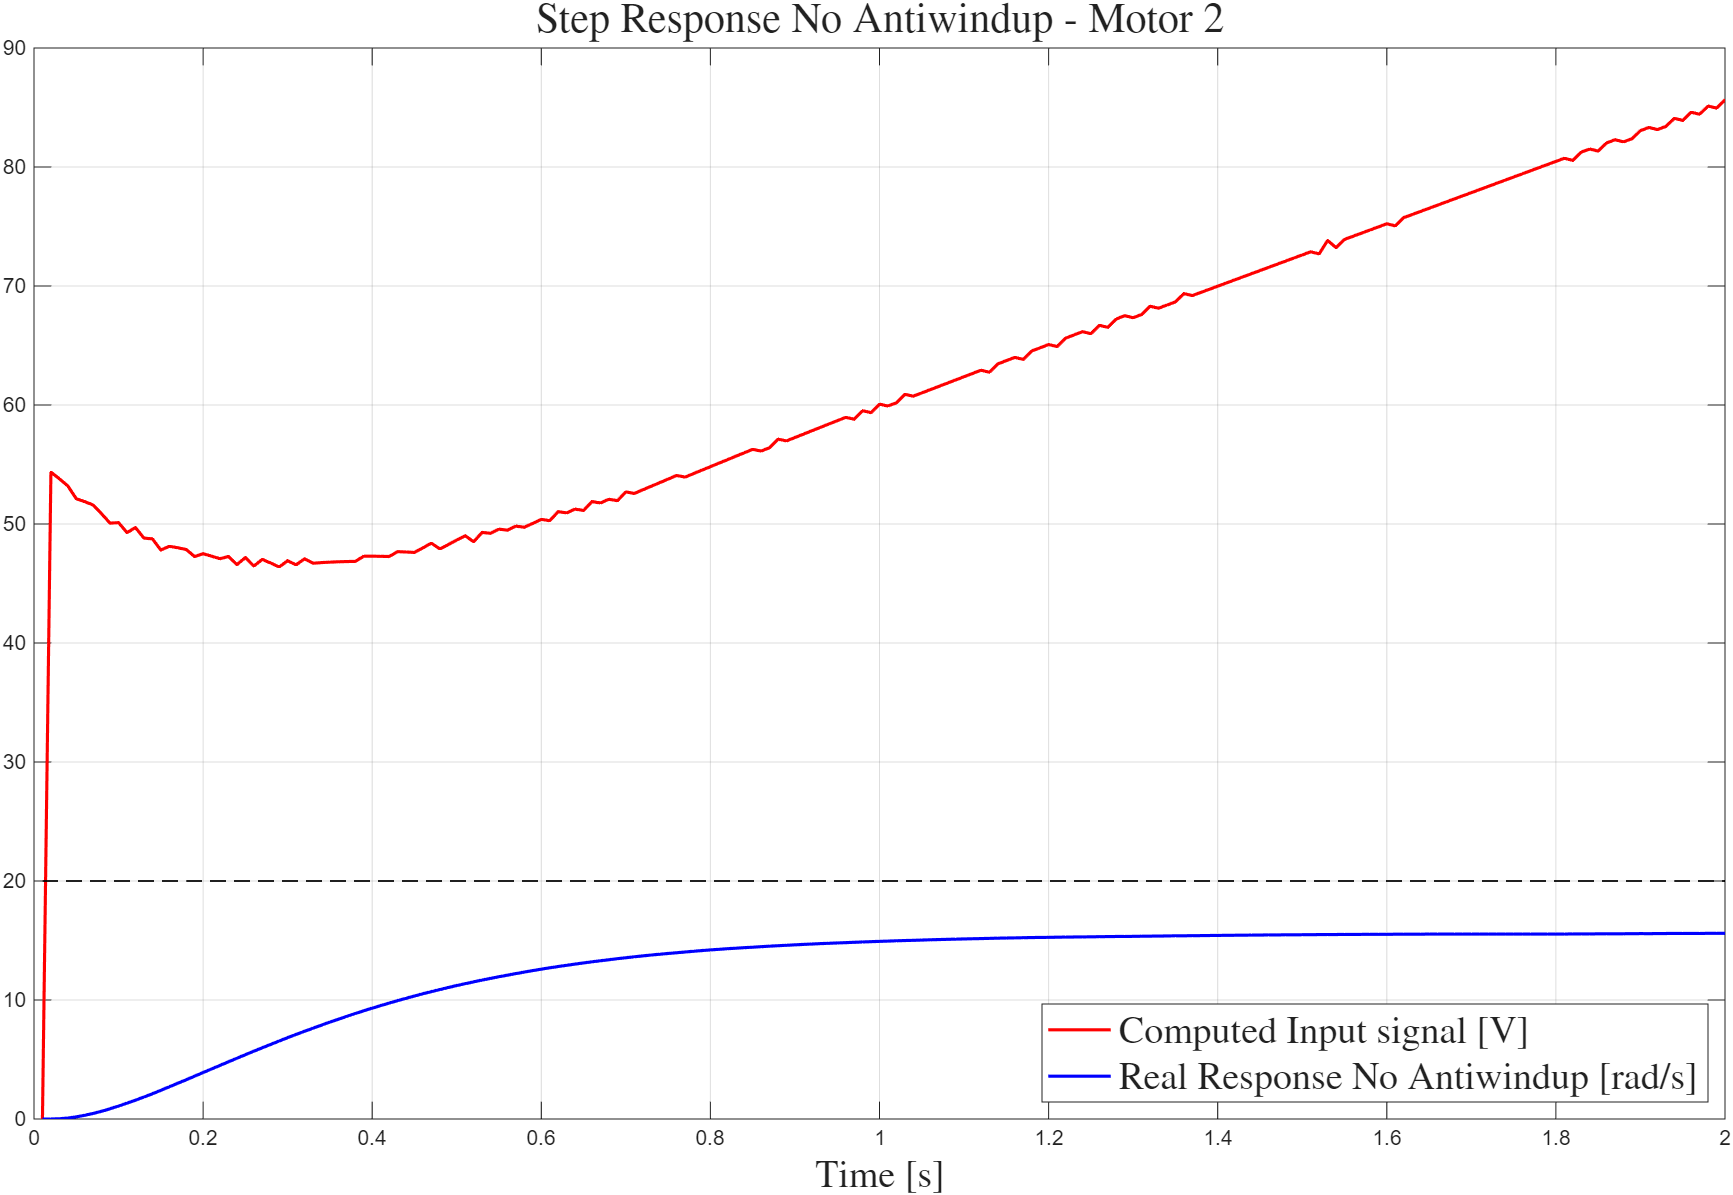 Step Response No Antiwindup - Motor 2
90
80
70
60
50
40
30
20
10
0
0 0.2 0.4 0.6 0.8 1 1.2 1.4 1.6 1.8 2
Time [s]
Computed Input signal [V]
Real Response No Antiwindup [rad/s]